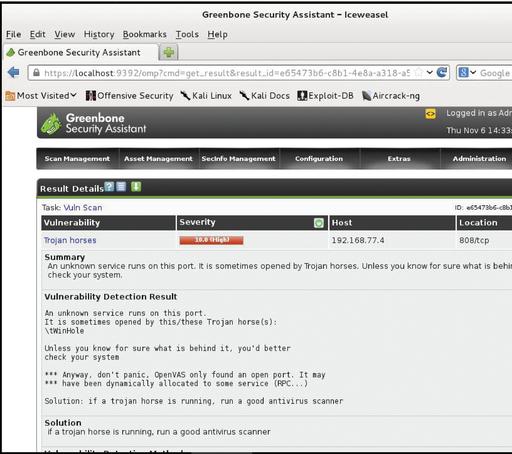 Greenbone Security Assistant - Iceweasel
File Edit View History Bookmarks Tools Help
Greenbone Security Assistant
https://localhost:9392/omp?cmd=get_result&result_id=e65473b6-c8b1-4e8a-a318-a5 Google
Most Visited Offensive Security Kali Linux Kali Docs Exploit-DB Aircrack-ng
Greenbone
Security Assistant
Logged in as Adr
Thu Nov 6 14:33:
Scan Management Asset Management SecInfo Management Configuration Extras Administration
Result Details
Task: Vuln Scan ID: e65473b6-c8b1
Vulnerability Severity Host Location
Trojan horses 10.0 (High) 192.168.77.4 808/tcp
Summary
An unknown service runs on this port. It is sometimes opened by Trojan horses. Unless you know for sure what is behin
check your system.
Vulnerability Detection Result
An unknown service runs on this port.
It is sometimes opened by this/these Trojan horse(s):
\tWinHole
Unless you know for sure what is behind it, you'd better
check your system
*** Anyway, don't panic, OpenVAS only found an open port. It may
*** have been dynamically allocated to some service (RPC...)
Solution: if a trojan horse is running, run a good antivirus scanner
Solution
if a trojan horse is running, run a good antivirus scanner